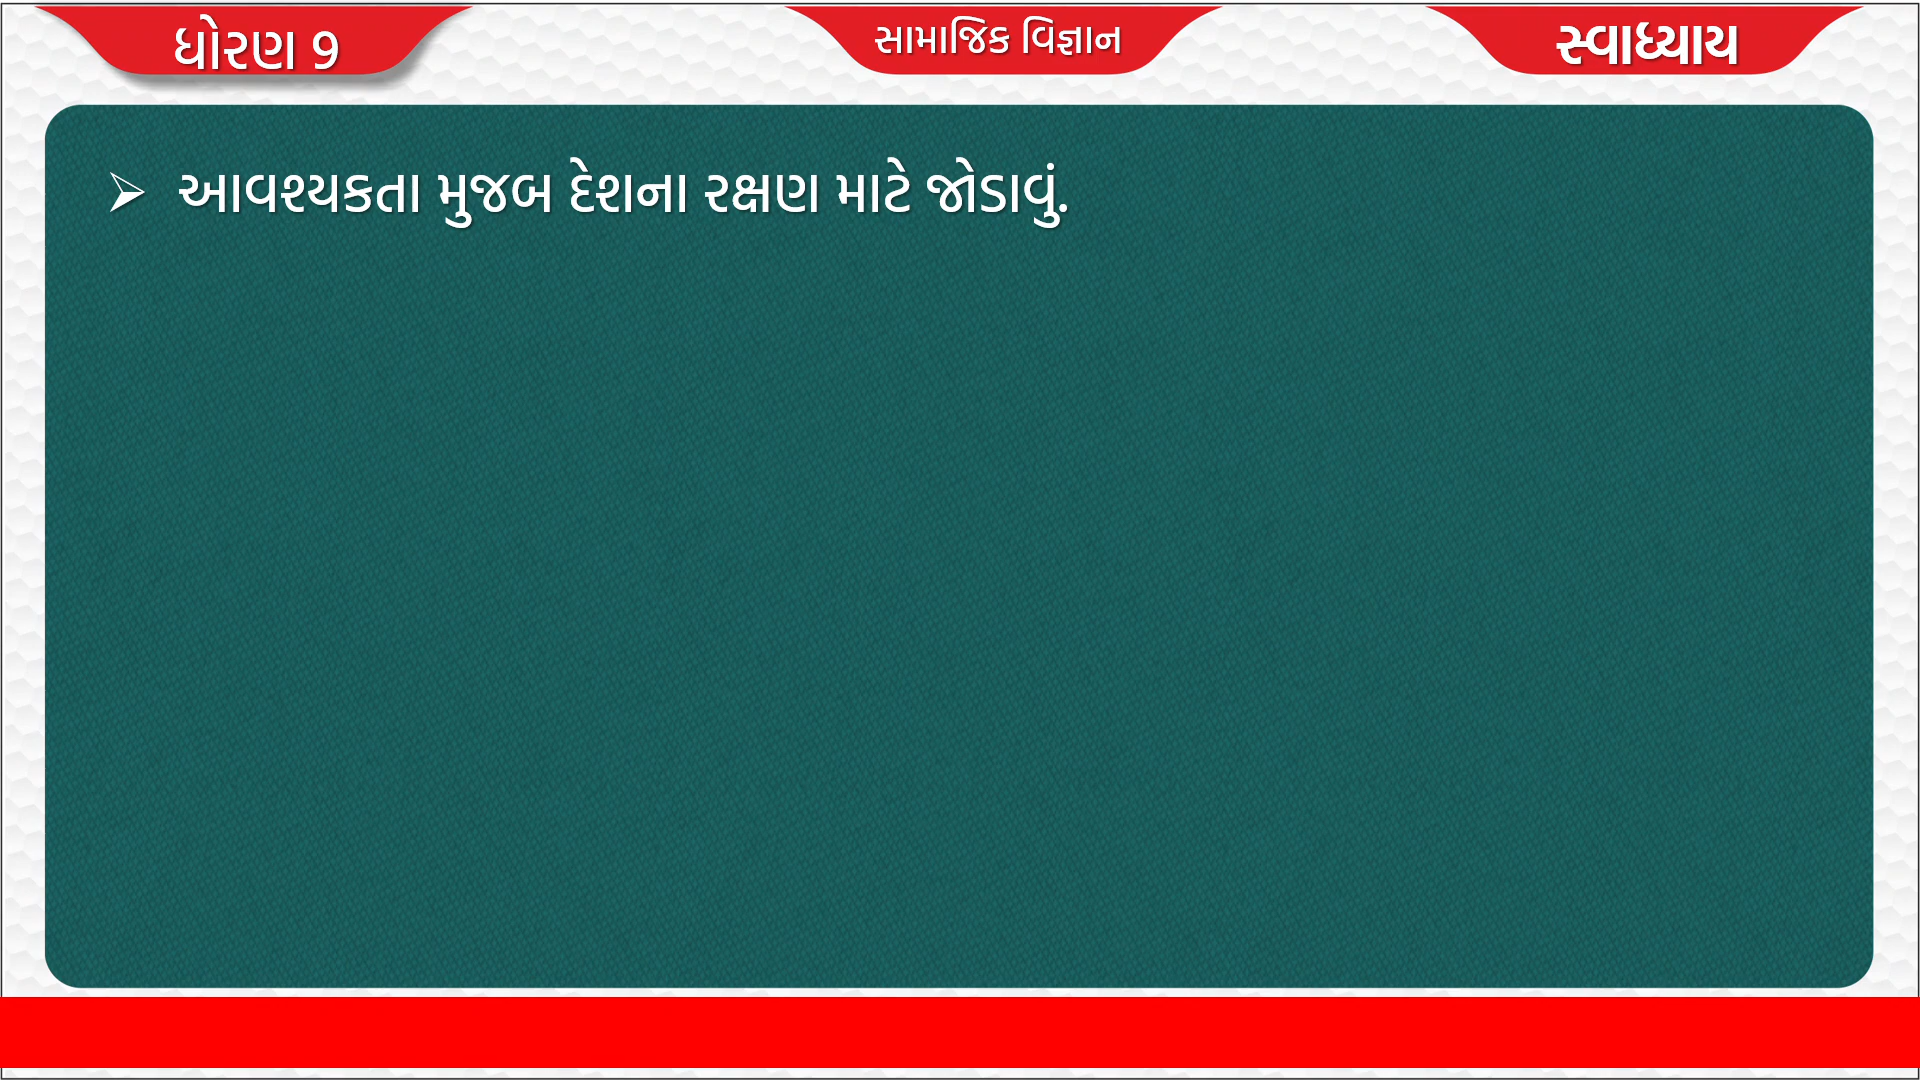 ધોરણ 9
સામાજિક વિજ્ઞાન
સ્વાધ્યાય
➢ આવશ્યકતા મુજબ દેશના રક્ષણ માટે જોડાવું.